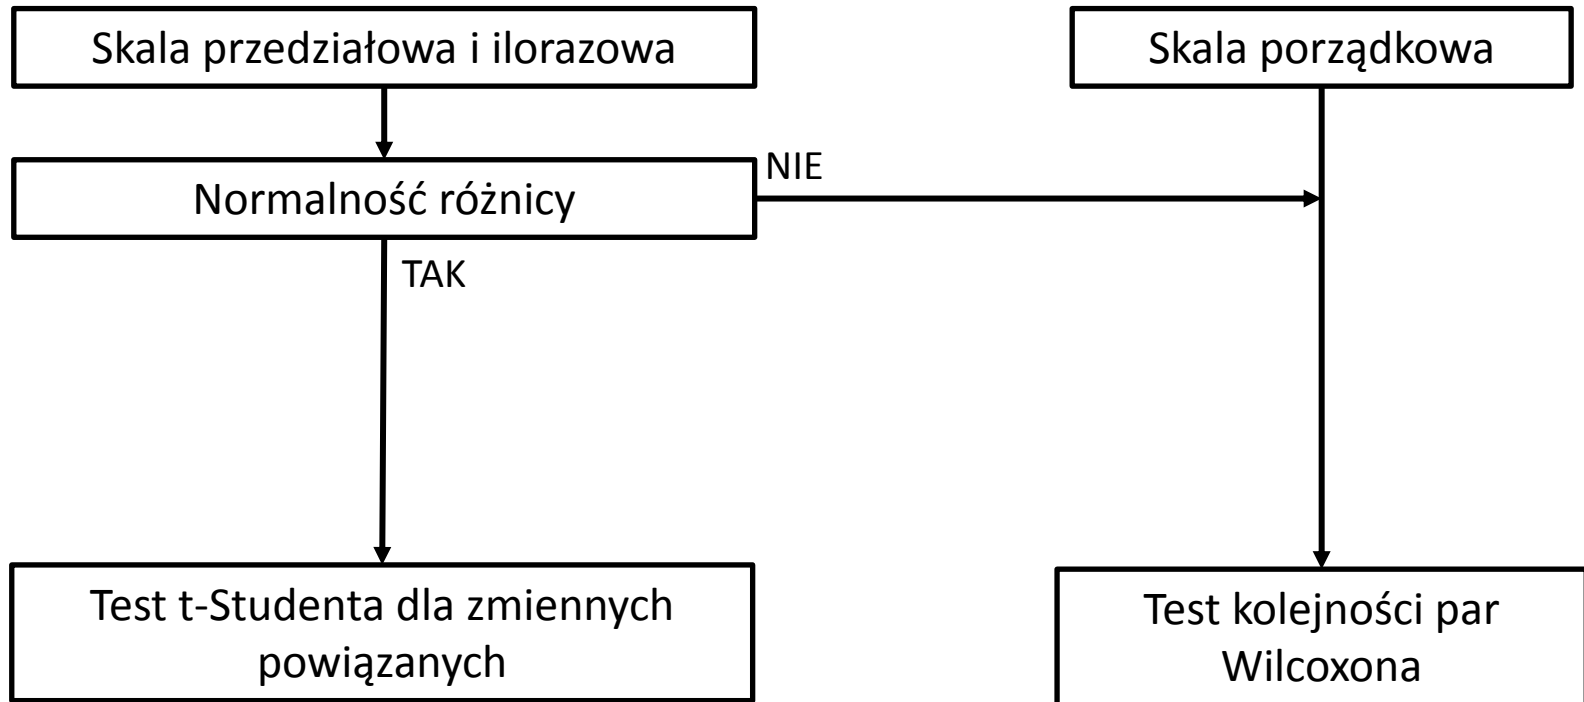 Skala przedziałowa i ilorazowa
Skala porządkowa
Normalność różnicy
NIE
TAK
Test t-Studenta dla zmiennych
powiązanych
Test kolejności par
Wilcoxona